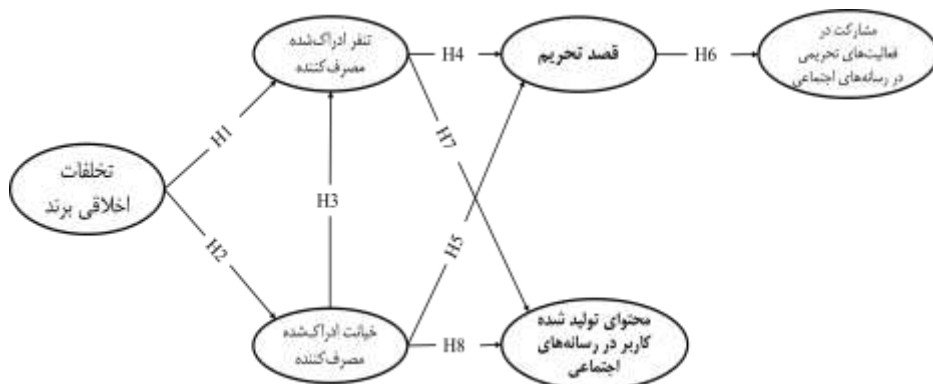 تنفر ادراک‌شده
مصرف‌کننده
H4
قصد تحریم
H6
مشارکت در
فعالیت‌های تحریمی
در رسانه‌های اجتماعی
H1
H7
تخلفات
اخلاقی برند
H3
H2
H5
خیانت ادراک‌شده
مصرف‌کننده
H8
محتوای تولید شده
کاربر در رسانه‌های
اجتماعی